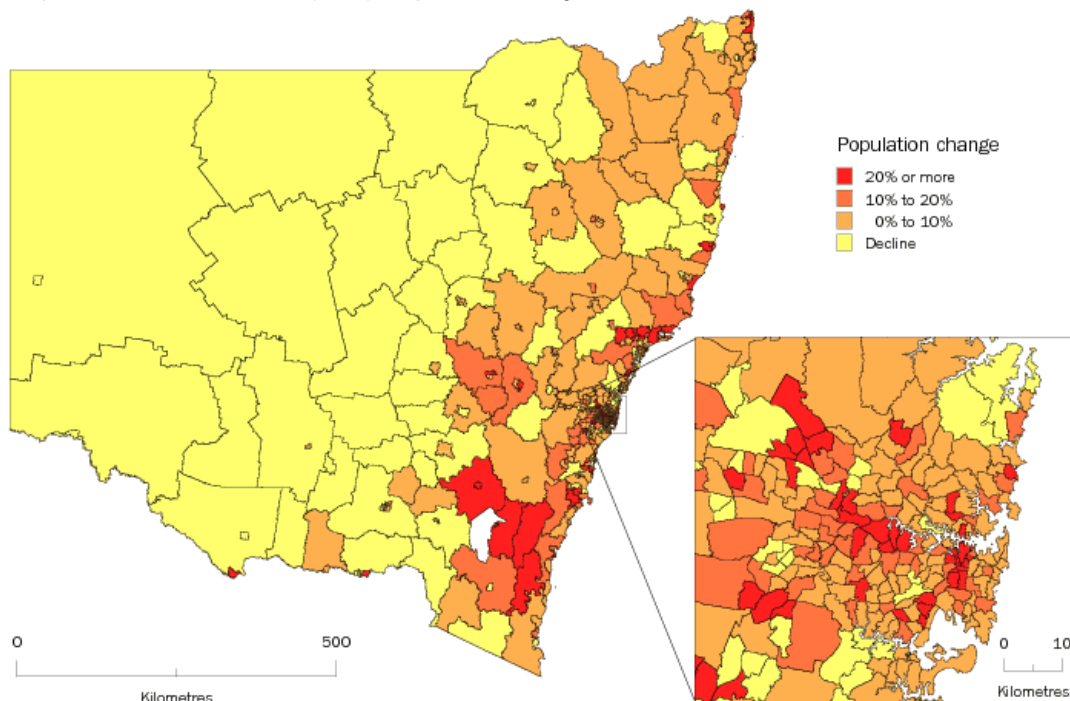 Population change
20% or more
10% to 20%
0% to 10%
Decline
0 500
Kilometres
0 10
Kilometres